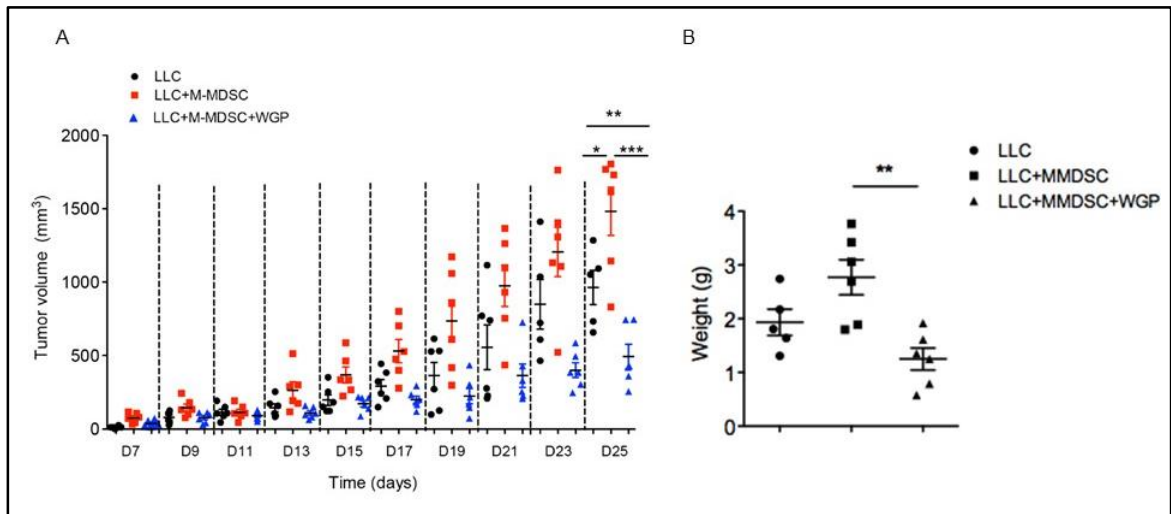 A
LLC
LLC+M-MDSC
LLC+M-MDSC+WGP
Tumor volume (mm³)
2000
1500
1000
500
0
**
* ***
D7 D9 D11 D13 D15 D17 D19 D21 D23 D25
Time (days)
B
LLC
LLC+MMDSC
LLC+MMDSC+WGP
**
Weight (g)
4
3
2
1
0